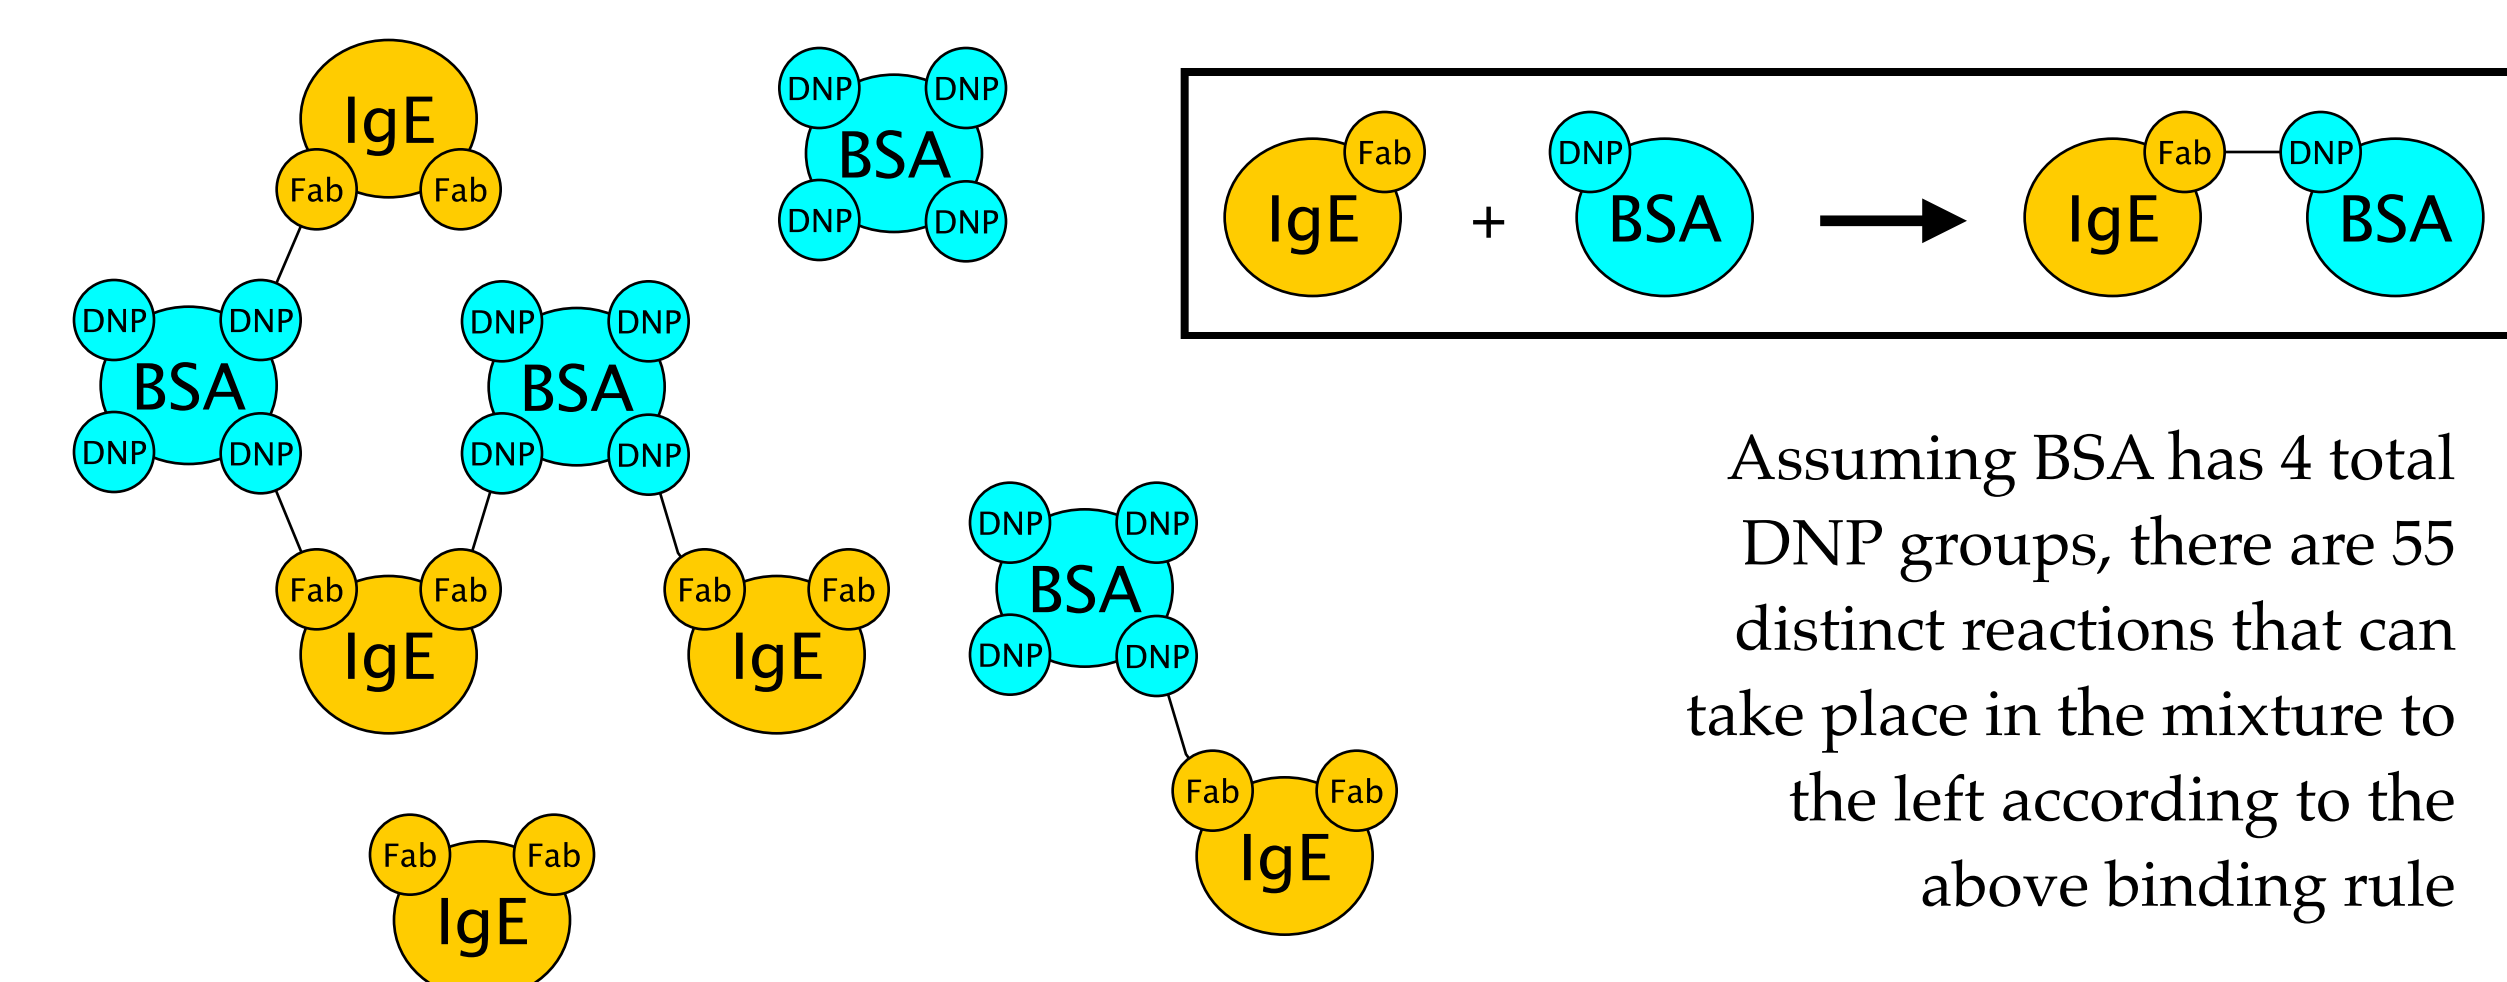 IgE
Fab
Fab
DNP
DNP
BSA
DNP
DNP
Fab
DNP
IgE
+
BSA
Fab
DNP
IgE
BSA
DNP
DNP
BSA
DNP
DNP
DNP
DNP
BSA
DNP
DNP
Assuming BSA has 4 total
DNP groups, there are 55
distinct reactions that can
take place in the mixture to
the left according to the
above binding rule
Fab
Fab
IgE
Fab
Fab
IgE
DNP
DNP
BSA
DNP
DNP
Fab
Fab
IgE
Fab
Fab
IgE